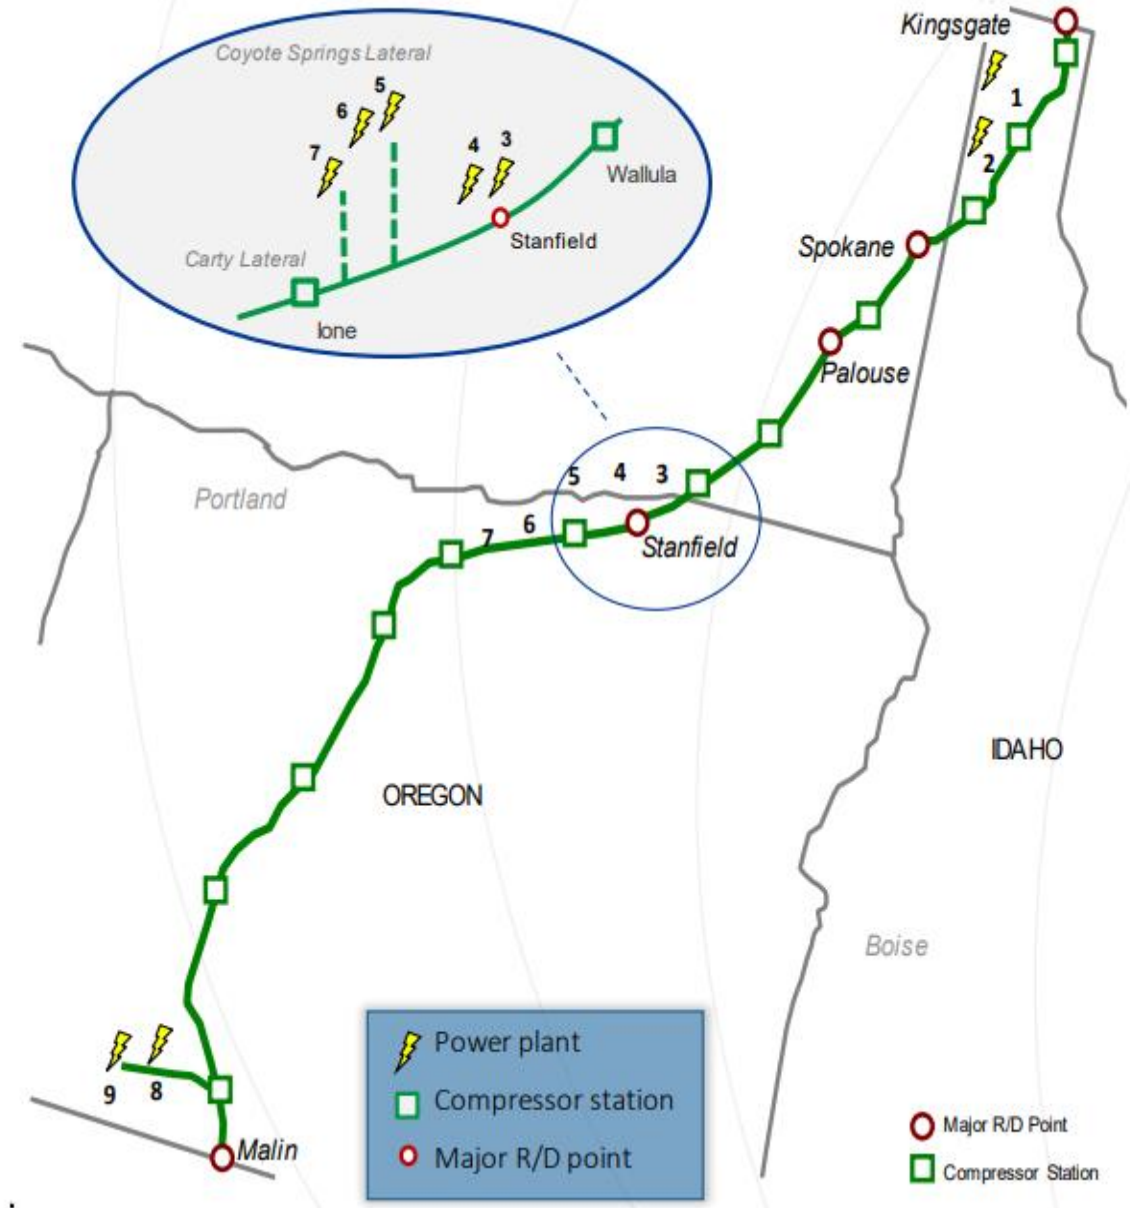 Kingsgate
Coyote Springs Lateral
5
6
1
3
4
7
2
Wallula
Stanfield
Spokane
Carty Lateral
Ione
Palouse
5 4 3
Portland
7 6
Stanfield
IDAHO
OREGON
Boise
Power plant
9 8
Compressor station
Major R/D Point
Malin
Major R/D point
Compressor Station